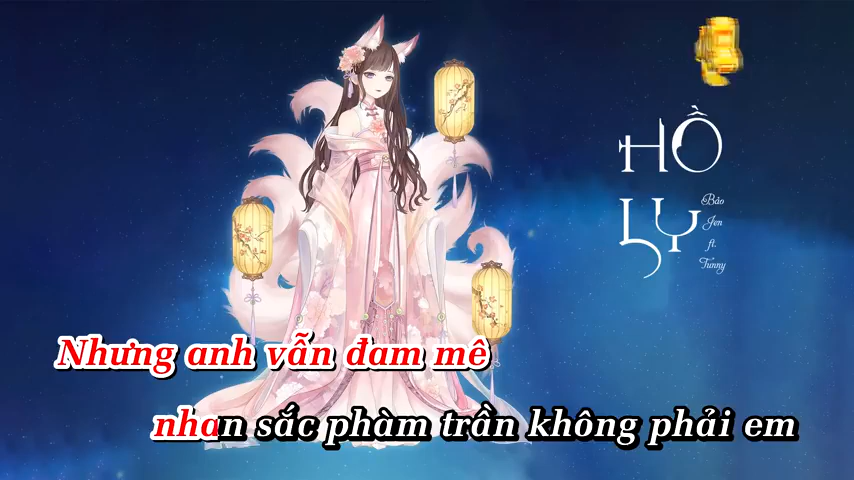 HỒ
LY
Bảo
Jen
ft.
Tunny
Nhưng anh vẫn đam mê
nhan sắc phàm trần không phải em